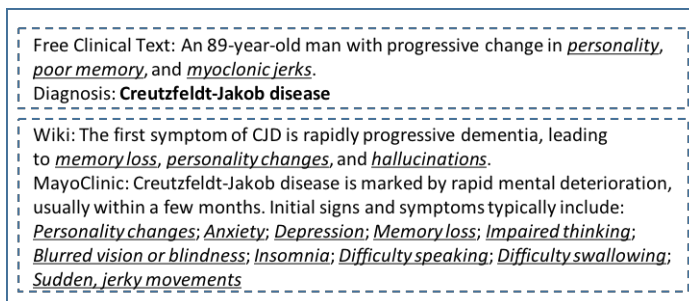 Free Clinical Text: An 89-year-old man with progressive change in personality,
poor memory, and myoclonic jerks.
Diagnosis: Creutzfeldt-Jakob disease
Wiki: The first symptom of CJD is rapidly progressive dementia, leading
to memory loss, personality changes, and hallucinations.
MayoClinic: Creutzfeldt-Jakob disease is marked by rapid mental deterioration,
usually within a few months. Initial signs and symptoms typically include:
Personality changes; Anxiety; Depression; Memory loss; Impaired thinking;
Blurred vision or blindness; Insomnia; Difficulty speaking; Difficulty swallowing;
Sudden, jerky movements